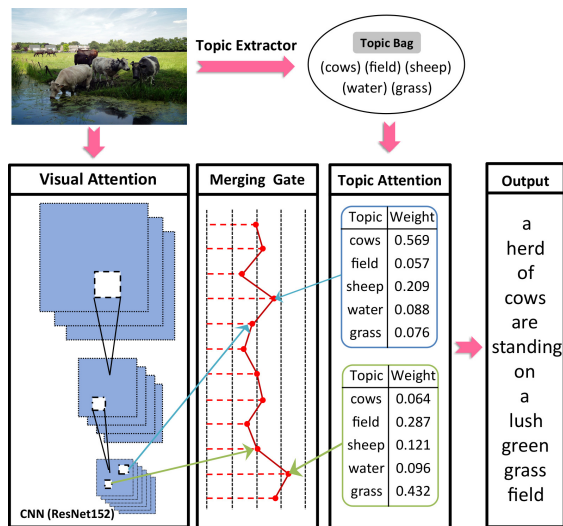 Topic Extractor
Topic Bag
(cows) (field) (sheep)
(water) (grass)
Visual Attention
CNN (ResNet152)
Merging Gate
Topic Attention
Topic Weight
cows 0.569
field 0.057
sheep 0.209
water 0.088
grass 0.076
Topic Weight
cows 0.064
field 0.287
sheep 0.121
water 0.096
grass 0.432
Output
a
herd
of
cows
are
standing
on
a
lush
green
grass
field